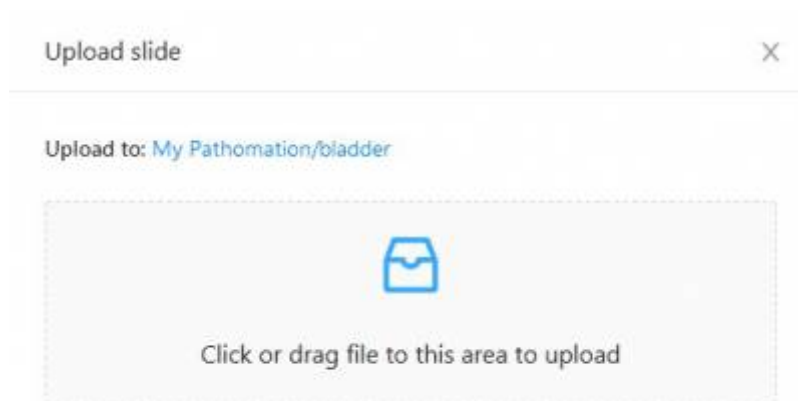 Upload slide
Upload to: My Pathomation/bladder
Click or drag file to this area to upload